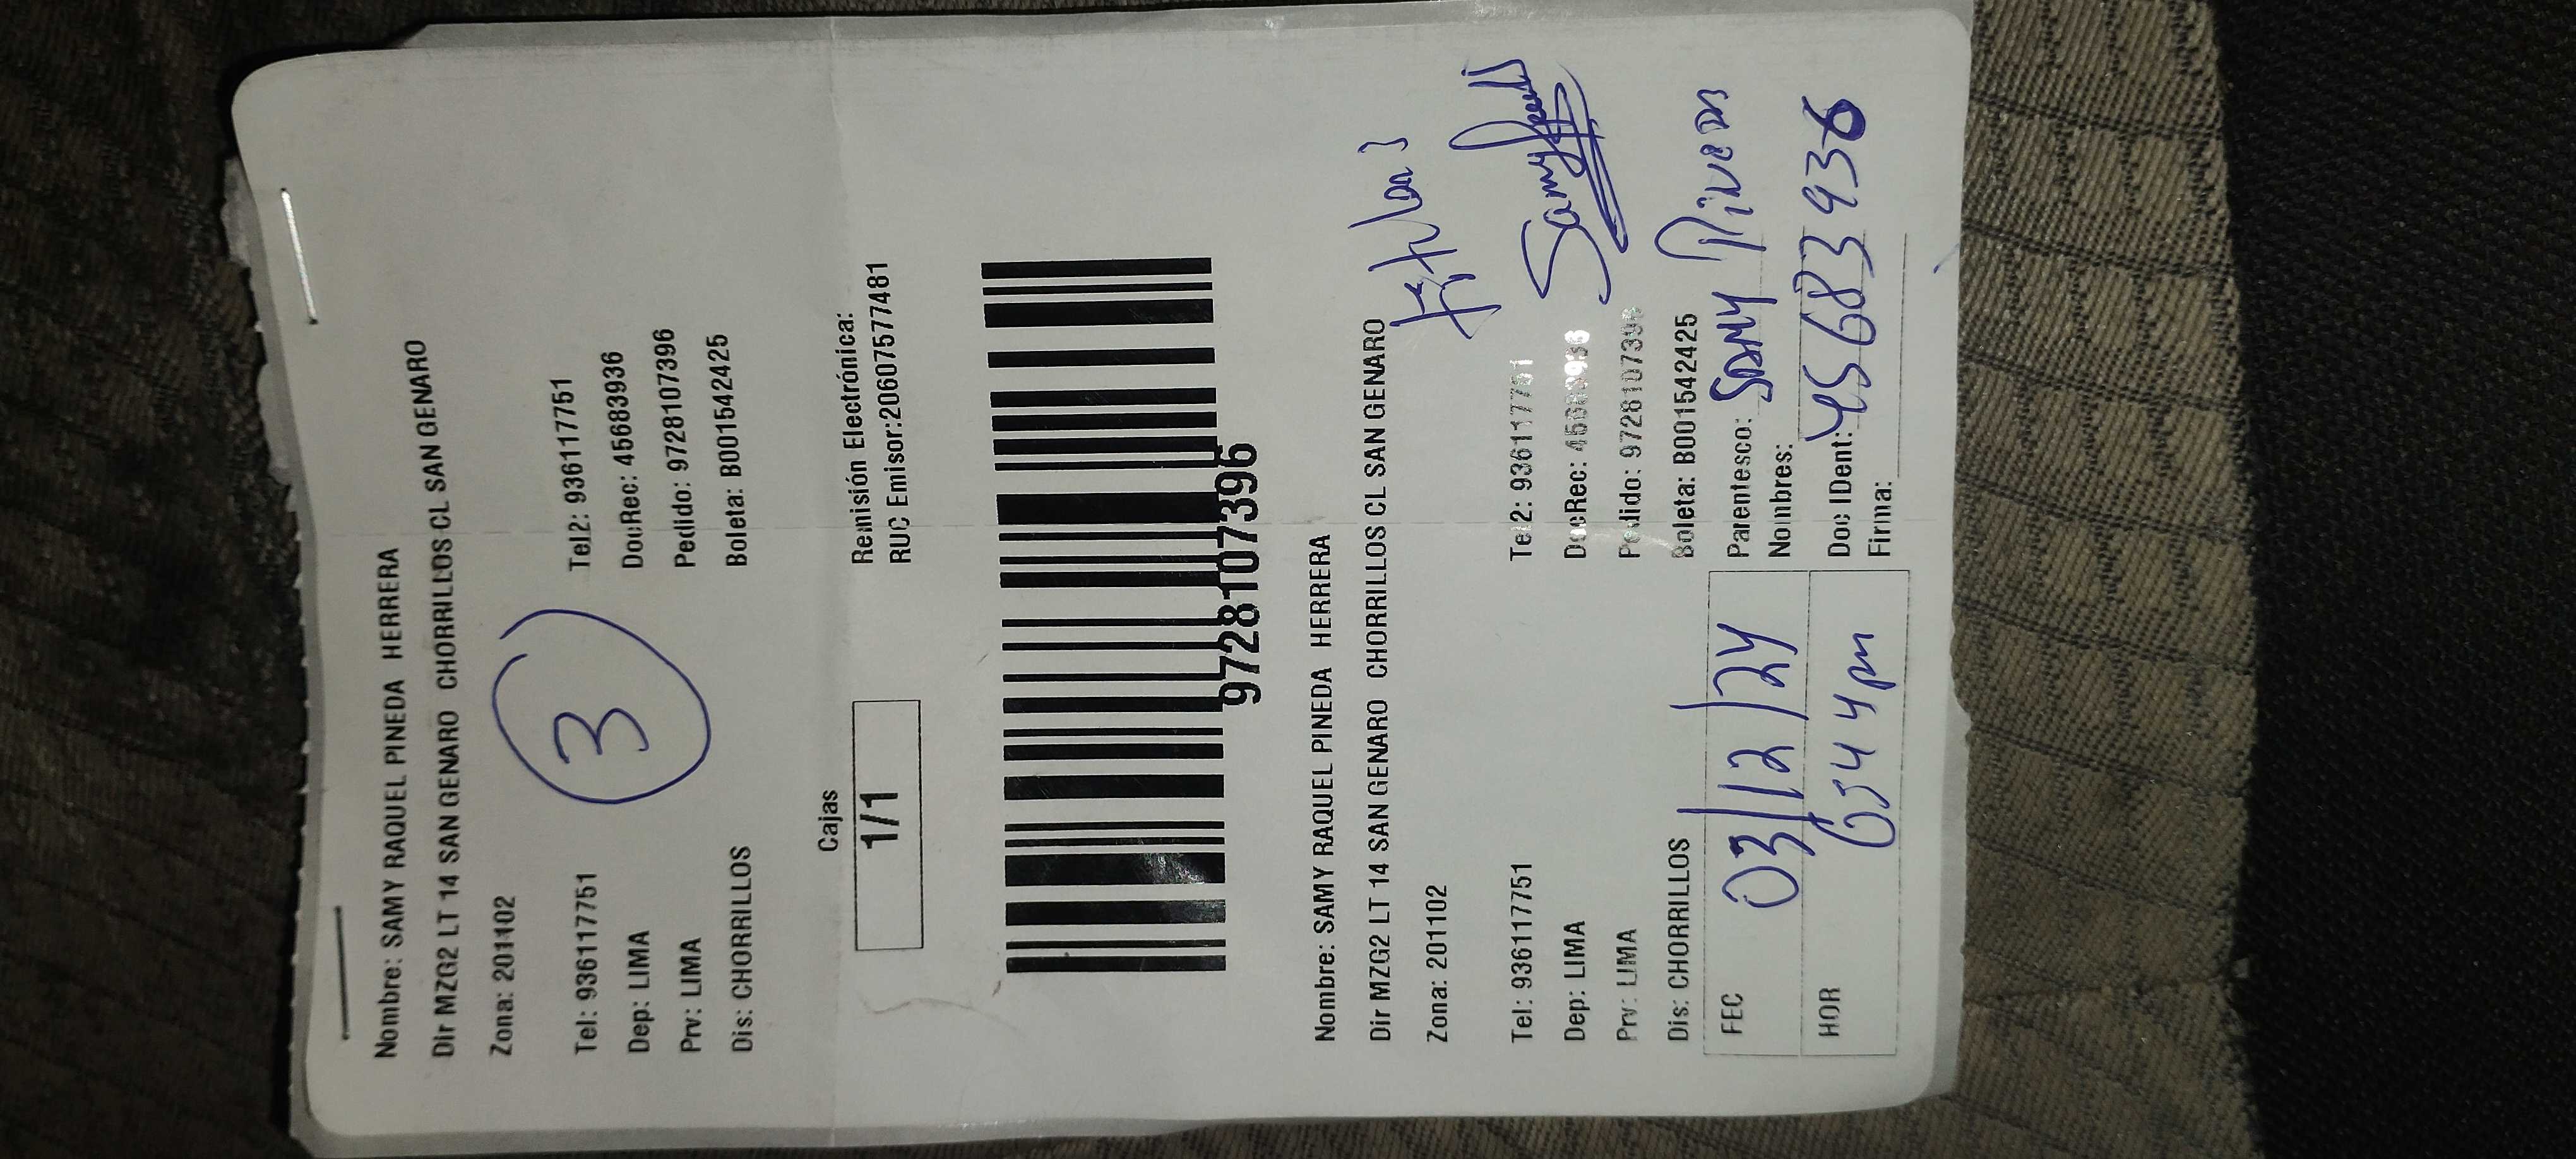 Nombre: SAMY RAQUEL PINEDA HERRERA
Dir MZG2 LT 14 SAN GENARO CHORRILLOS CL SAN GENARO
Zona: 201102
3
Tel: 936117751 Tel2: 936117751
Dep: LIMA DocRec: 45683936
Prv: LIMA Pedido: 9728107396
Dis: CHORRILLOS Boleta: B001542425
Cajas
1/1
Remisión Electrónica:
RUC Emisor:20607577481
9728107396
Nombre: SAMY RAQUEL PINEDA HERRERA
Dir MZG2 LT 14 SAN GENARO CHORRILLOS CL SAN GENARO
Zona: 201102
Tel: 936117751 Tel2: 936117751
Dep: LIMA DocRec: 45683936
Prv: LIMA Pedido: 9728107396
Dis: CHORRILLOS Boleta: B001542425
FEC 03/12/24
Parentesco: SAMY
Nombres:
HOR 6:44 pm
Doc IDent: 45683936
Firma: